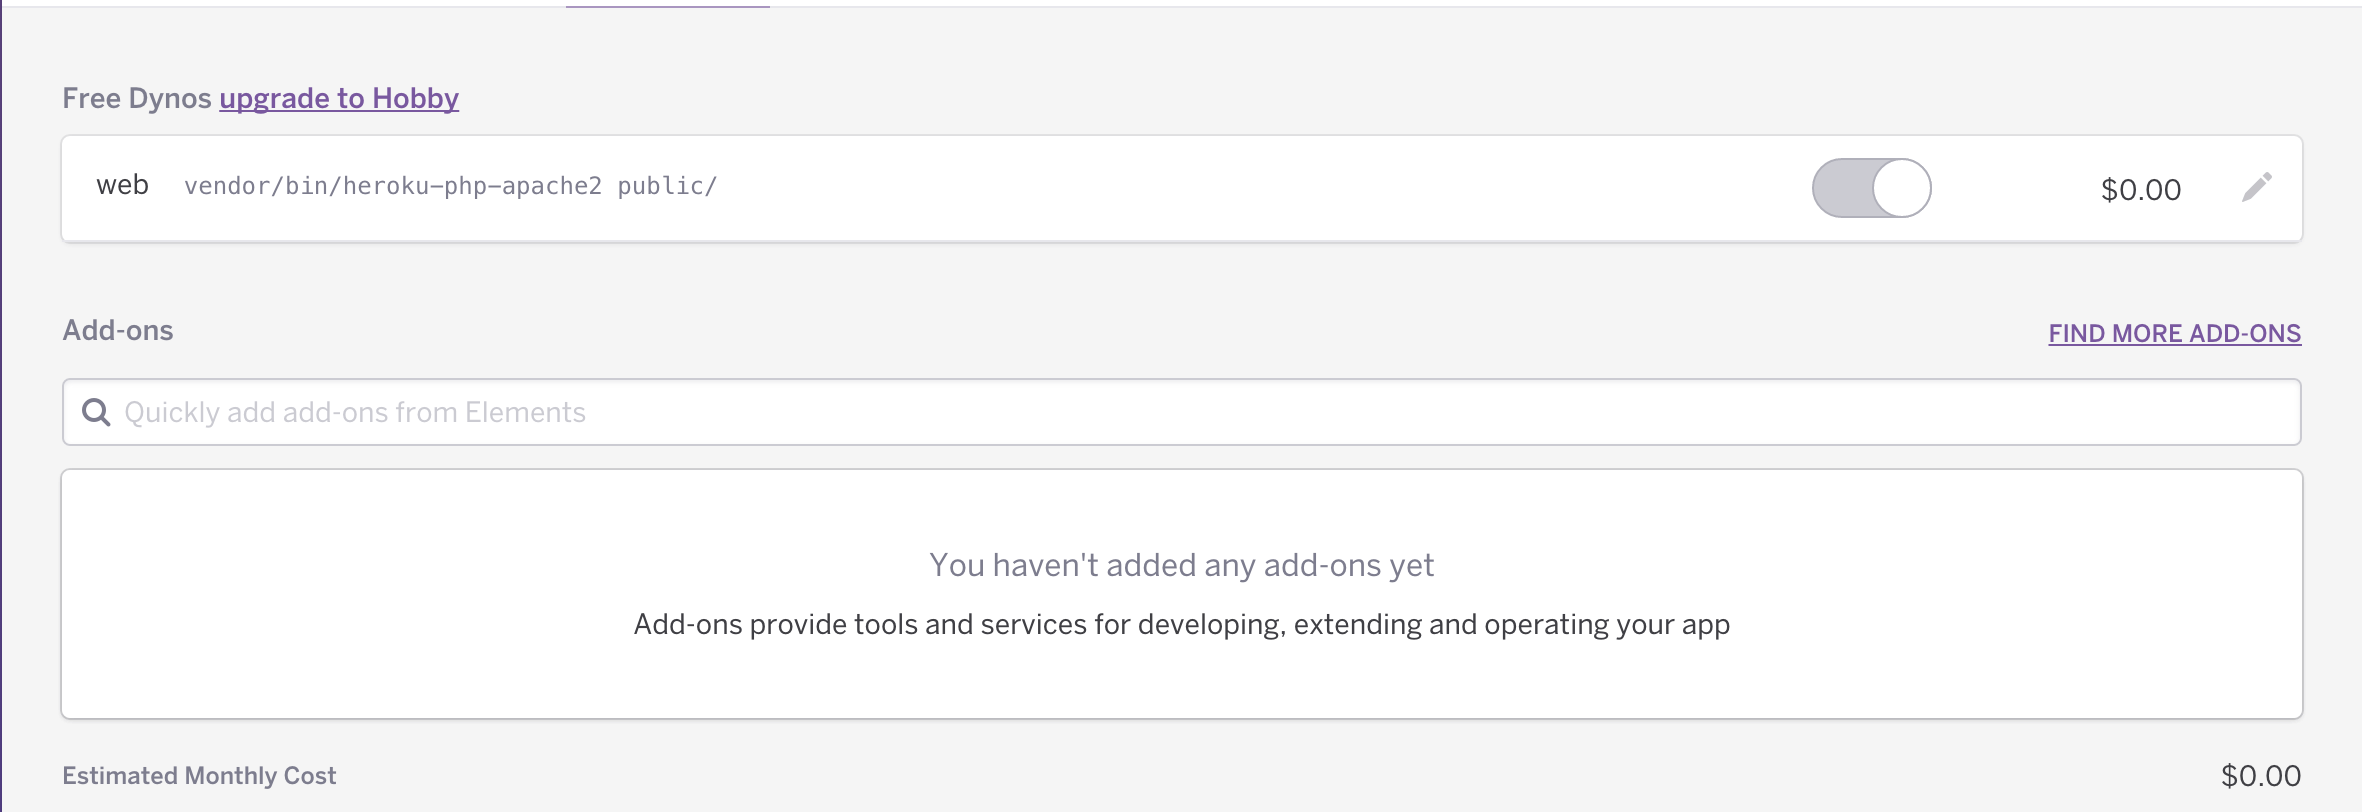 Free Dynos upgrade to Hobby
web vendor/bin/heroku-php-apache2 public/ $0.00
Add-ons FIND MORE ADD-ONS
Quickly add add-ons from Elements
You haven't added any add-ons yet
Add-ons provide tools and services for developing, extending and operating your app
Estimated Monthly Cost $0.00